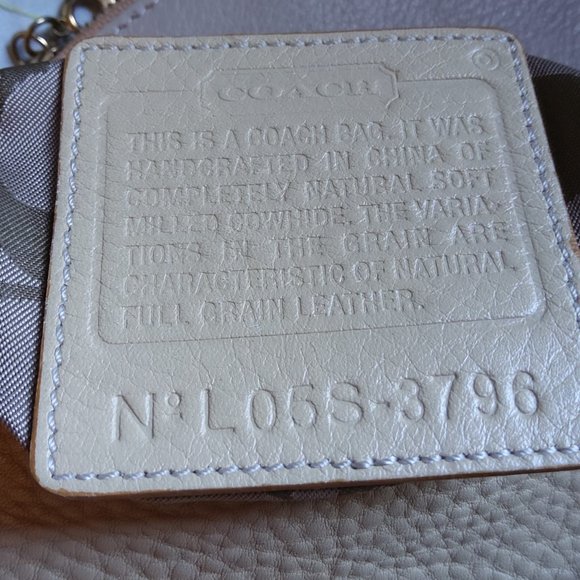 COACH
THIS IS A COACH BAG. IT WAS
HANDCRAFTED IN CHINA OF
COMPLETELY NATURAL SOFT
MILLED COWHIDE. THE VARIA-
TIONS IN THE GRAIN ARE
CHARACTERISTIC OF NATURAL
FULL GRAIN LEATHER.
Nº L05S-3796